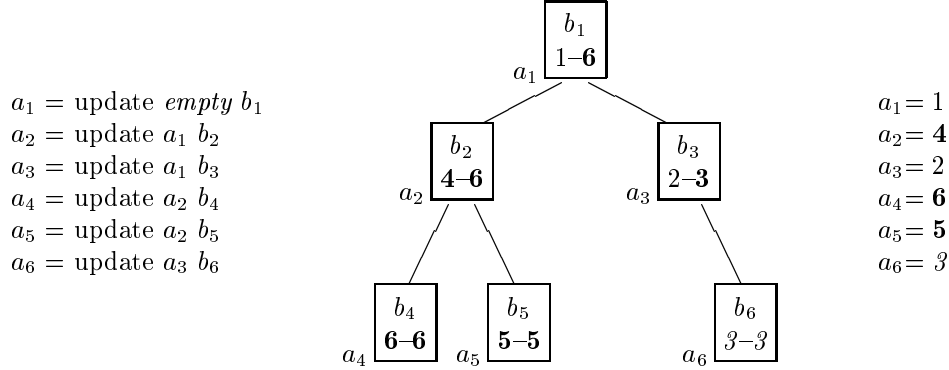 a₁ = update empty b₁
a₂ = update a₁ b₂
a₃ = update a₁ b₃
a₄ = update a₂ b₄
a₅ = update a₂ b₅
a₆ = update a₃ b₆
b₁
1–6
a₁
b₂
4–6
a₂
b₃
2–3
a₃
b₄
6–6
a₄
b₅
5–5
a₅
b₆
3–3
a₆
a₁= 1
a₂= 4
a₃= 2
a₄= 6
a₅= 5
a₆= 3